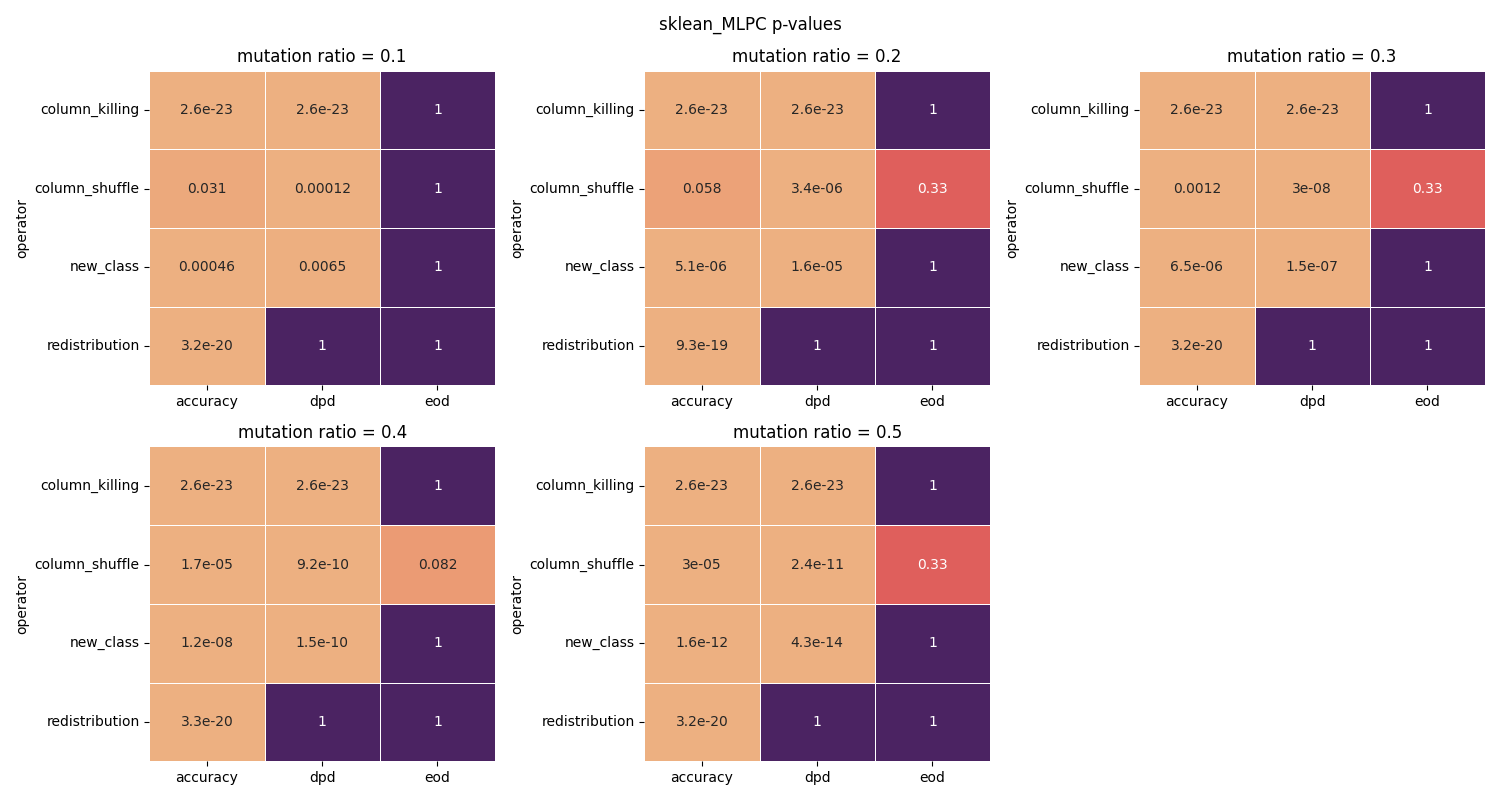 sklean_MLPC p-values
mutation ratio = 0.1
operator
column_killing 2.6e-23 2.6e-23 1
column_shuffle 0.031 0.00012 1
new_class 0.00046 0.0065 1
redistribution 3.2e-20 1 1
accuracy dpd eod
mutation ratio = 0.2
operator
column_killing 2.6e-23 2.6e-23 1
column_shuffle 0.058 3.4e-06 0.33
new_class 5.1e-06 1.6e-05 1
redistribution 9.3e-19 1 1
accuracy dpd eod
mutation ratio = 0.3
operator
column_killing 2.6e-23 2.6e-23 1
column_shuffle 0.0012 3e-08 0.33
new_class 6.5e-06 1.5e-07 1
redistribution 3.2e-20 1 1
accuracy dpd eod
mutation ratio = 0.4
operator
column_killing 2.6e-23 2.6e-23 1
column_shuffle 1.7e-05 9.2e-10 0.082
new_class 1.2e-08 1.5e-10 1
redistribution 3.3e-20 1 1
accuracy dpd eod
mutation ratio = 0.5
operator
column_killing 2.6e-23 2.6e-23 1
column_shuffle 3e-05 2.4e-11 0.33
new_class 1.6e-12 4.3e-14 1
redistribution 3.2e-20 1 1
accuracy dpd eod